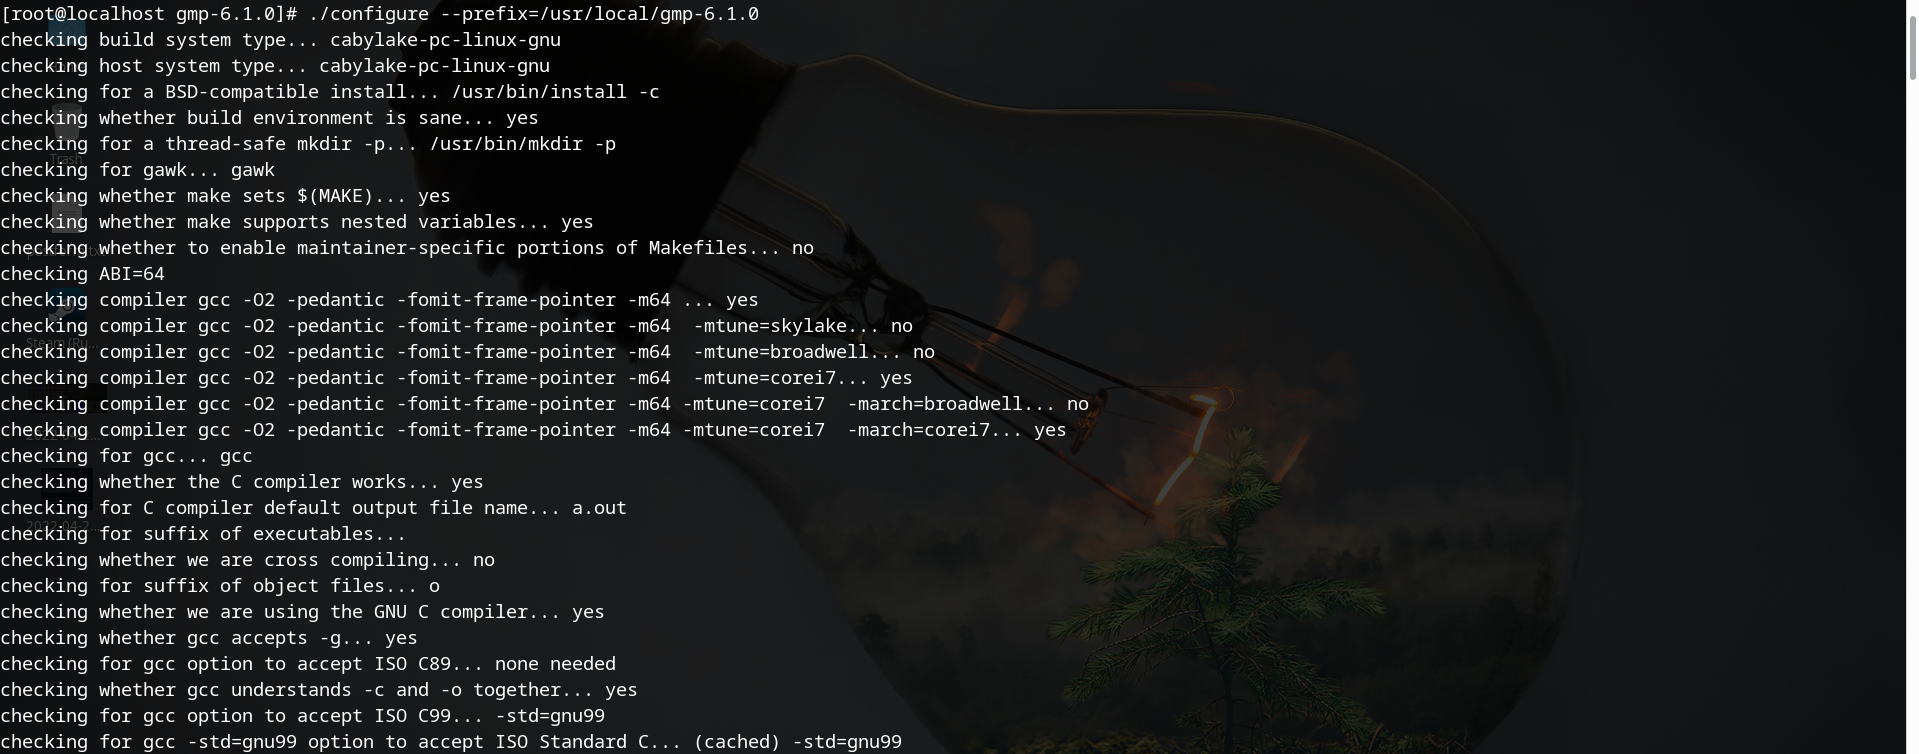 [root@localhost gmp-6.1.0]# ./configure --prefix=/usr/local/gmp-6.1.0
checking build system type... cabylake-pc-linux-gnu
checking host system type... cabylake-pc-linux-gnu
checking for a BSD-compatible install... /usr/bin/install -c
checking whether build environment is sane... yes
checking for a thread-safe mkdir -p... /usr/bin/mkdir -p
Trash
checking for gawk... gawk
checking whether make sets $(MAKE)... yes
checking whether make supports nested variables... yes
checking whether to enable maintainer-specific portions of Makefiles... no
checking ABI=64
checking compiler gcc -O2 -pedantic -fomit-frame-pointer -m64 ... yes
checking compiler gcc -O2 -pedantic -fomit-frame-pointer -m64  -mtune=skylake... no
Steam (Ru...
checking compiler gcc -O2 -pedantic -fomit-frame-pointer -m64  -mtune=broadwell... no
checking compiler gcc -O2 -pedantic -fomit-frame-pointer -m64  -mtune=corei7... yes
checking compiler gcc -O2 -pedantic -fomit-frame-pointer -m64 -mtune=corei7  -march=broadwell... no
checking compiler gcc -O2 -pedantic -fomit-frame-pointer -m64 -mtune=corei7  -march=corei7... yes
checking for gcc... gcc
checking whether the C compiler works... yes
checking for C compiler default output file name... a.out
2022-04-2...
checking for suffix of executables...
checking whether we are cross compiling... no
checking for suffix of object files... o
checking whether we are using the GNU C compiler... yes
checking whether gcc accepts -g... yes
checking for gcc option to accept ISO C89... none needed
checking whether gcc understands -c and -o together... yes
checking for gcc option to accept ISO C99... -std=gnu99
checking for gcc -std=gnu99 option to accept ISO Standard C... (cached) -std=gnu99